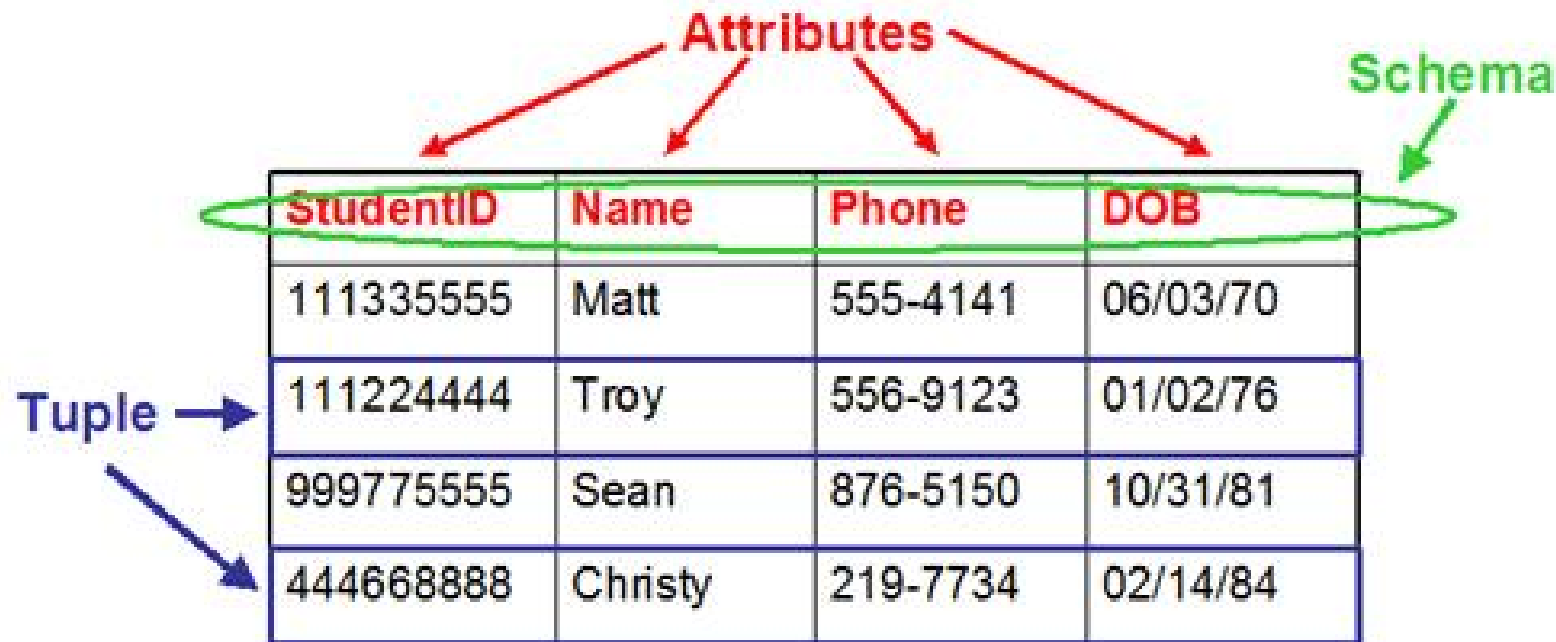 Attributes
Schema
StudentID Name Phone DOB
111335555 Matt 555-4141 06/03/70
Tuple
111224444 Troy 556-9123 01/02/76
999775555 Sean 876-5150 10/31/81
444668888 Christy 219-7734 02/14/84